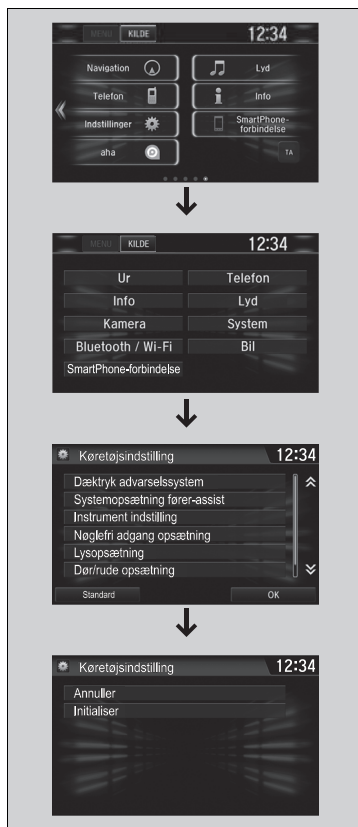 MENU KILDE 12:34
Navigation Lyd
Telefon Info
Indstillinger SmartPhone-
forbindelse
aha TA
MENU KILDE 12:34
Ur Telefon
Info Lyd
Kamera System
Bluetooth / Wi-Fi Bil
SmartPhone-forbindelse
Køretøjsindstilling 12:34
Dæktryk advarselssystem
Systemopsætning fører-assist
Instrument indstilling
Nøglefri adgang opsætning
Lysopsætning
Dør/rude opsætning
Standard OK
Køretøjsindstilling 12:34
Annuller
Initialiser